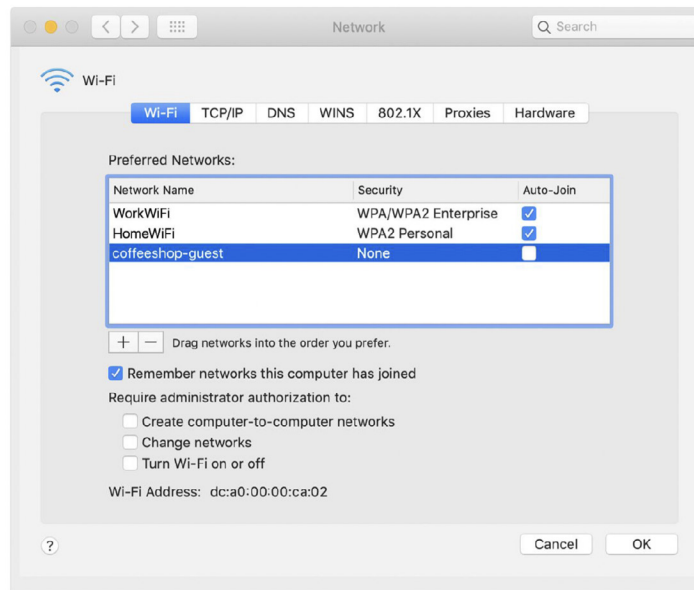 Network
Search
Wi-Fi
Wi-Fi TCP/IP DNS WINS 802.1X Proxies Hardware
Preferred Networks:
Network Name Security Auto-Join
WorkWiFi WPA/WPA2 Enterprise
HomeWiFi WPA2 Personal
coffeeshop-guest None
+ − Drag networks into the order you prefer.
Remember networks this computer has joined
Require administrator authorization to:
Create computer-to-computer networks
Change networks
Turn Wi-Fi on or off
Wi-Fi Address: dc:a0:00:00:ca:02
? Cancel OK